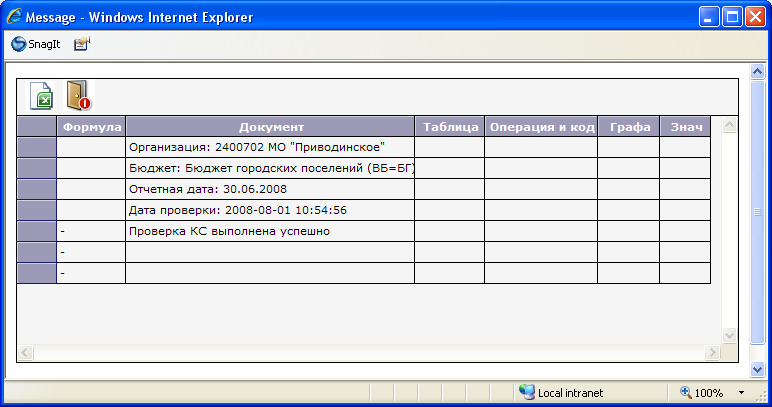 Message - Windows Internet Explorer
SnagIt
Формула Документ Таблица Операция и код Графа Знач
Организация: 2400702 МО "Приводинское"
Бюджет: Бюджет городских поселений (ВБ=БГ)
Отчетная дата: 30.06.2008
Дата проверки: 2008-08-01 10:54:56
- Проверка КС выполнена успешно
-
-
Local intranet 100%